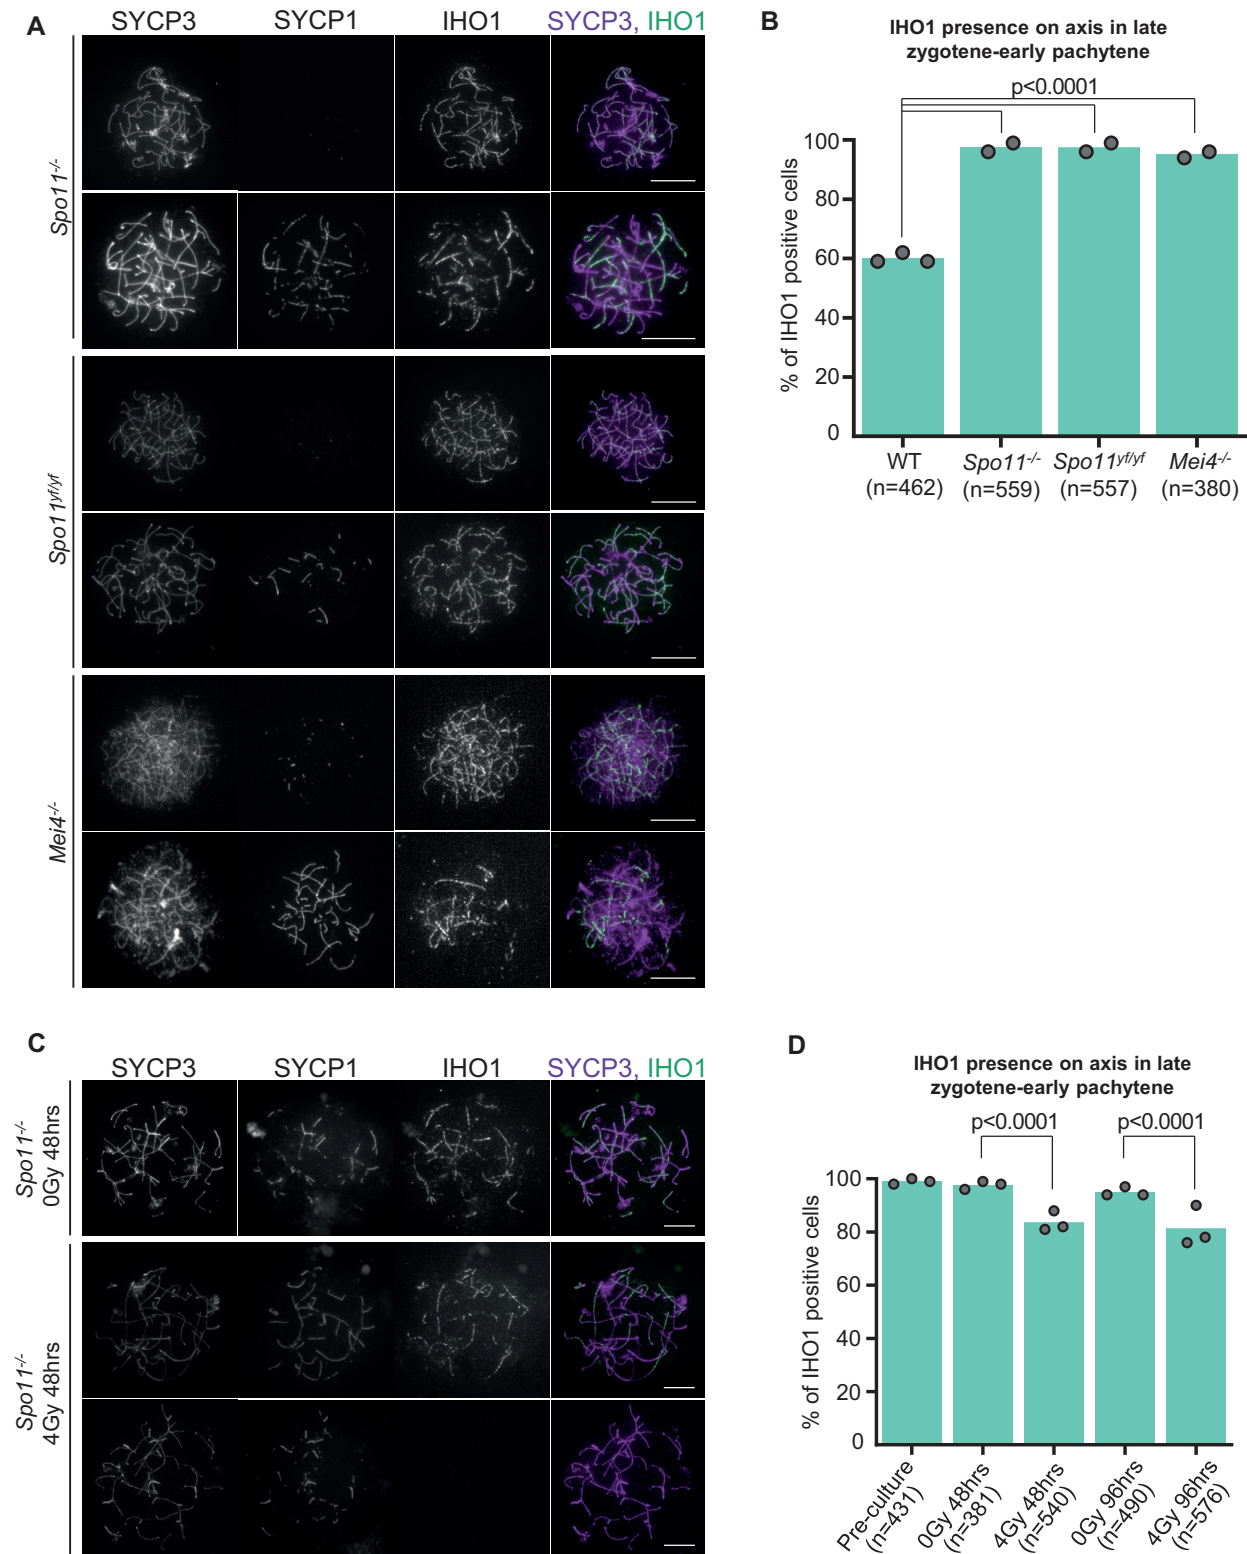 A
SYCP3 SYCP1 IHO1 SYCP3, IHO1
Spo11-/-
Spo11yf/yf
Mei4-/-
B
IHO1 presence on axis in late
zygotene-early pachytene
p<0.0001
% of IHO1 positive cells
100
80
60
40
20
0
WT
(n=462)
Spo11-/-
(n=559)
Spo11yf/yf
(n=557)
Mei4-/-
(n=380)
C
SYCP3 SYCP1 IHO1 SYCP3, IHO1
Spo11-/-
0Gy 48hrs
Spo11-/-
4Gy 48hrs
D
IHO1 presence on axis in late
zygotene-early pachytene
p<0.0001 p<0.0001
% of IHO1 positive cells
100
80
60
40
20
0
Pre-culture
(n=431)
0Gy 48hrs
(n=381)
4Gy 48hrs
(n=540)
0Gy 96hrs
(n=490)
4Gy 96hrs
(n=576)